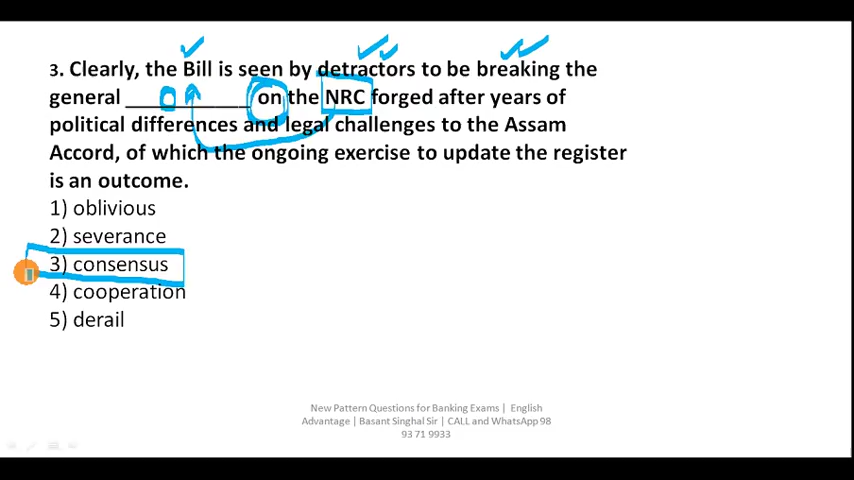 3. Clearly, the Bill is seen by detractors to be breaking the
general ____________ on the NRC forged after years of
political differences and legal challenges to the Assam
Accord, of which the ongoing exercise to update the register
is an outcome.
1) oblivious
2) severance
3) consensus
4) cooperation
5) derail
New Pattern Questions for Banking Exams | English
Advantage | Basant Singhal Sir | CALL and WhatsApp 98
93 71 9933